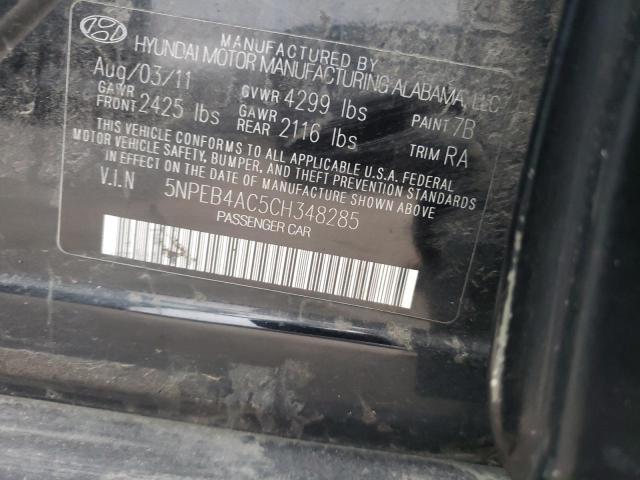 MANUFACTURED BY
HYUNDAI MOTOR MANUFACTURING ALABAMA, LLC
Aug/03/11
GAWR FRONT 2425 lbs
GVWR 4299 lbs
GAWR REAR 2116 lbs
PAINT 7B
TRIM RA
THIS VEHICLE CONFORMS TO ALL APPLICABLE U.S.A. FEDERAL
MOTOR VEHICLE SAFETY, BUMPER, AND THEFT PREVENTION STANDARDS
IN EFFECT ON THE DATE OF MANUFACTURE SHOWN ABOVE.
V.I.N 5NPEB4AC5CH348285
PASSENGER CAR